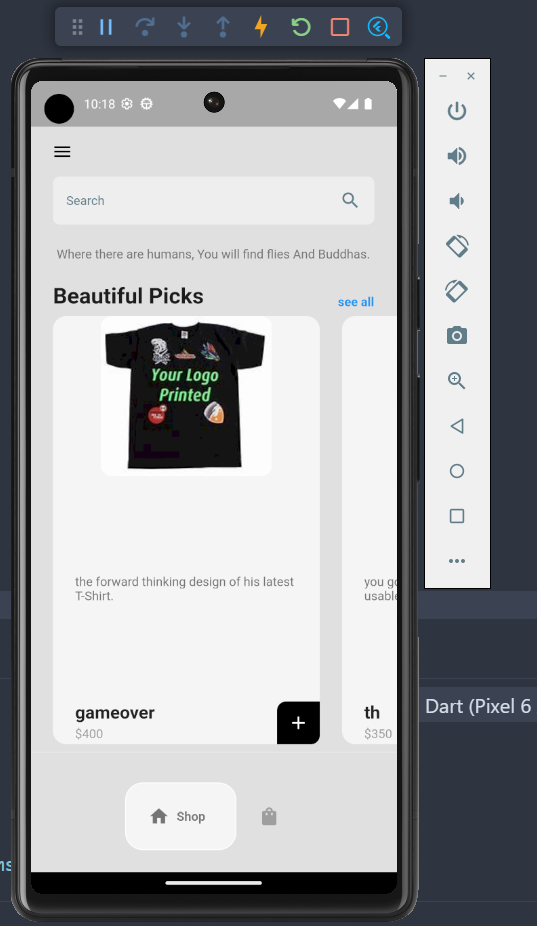 10:18
Search
Where there are humans, You will find flies And Buddhas.
Beautiful Picks
see all
Your Logo
Printed
the forward thinking design of his latest
T-Shirt.
you go
usable
gameover
$400
th
$350
Dart (Pixel 6
Shop